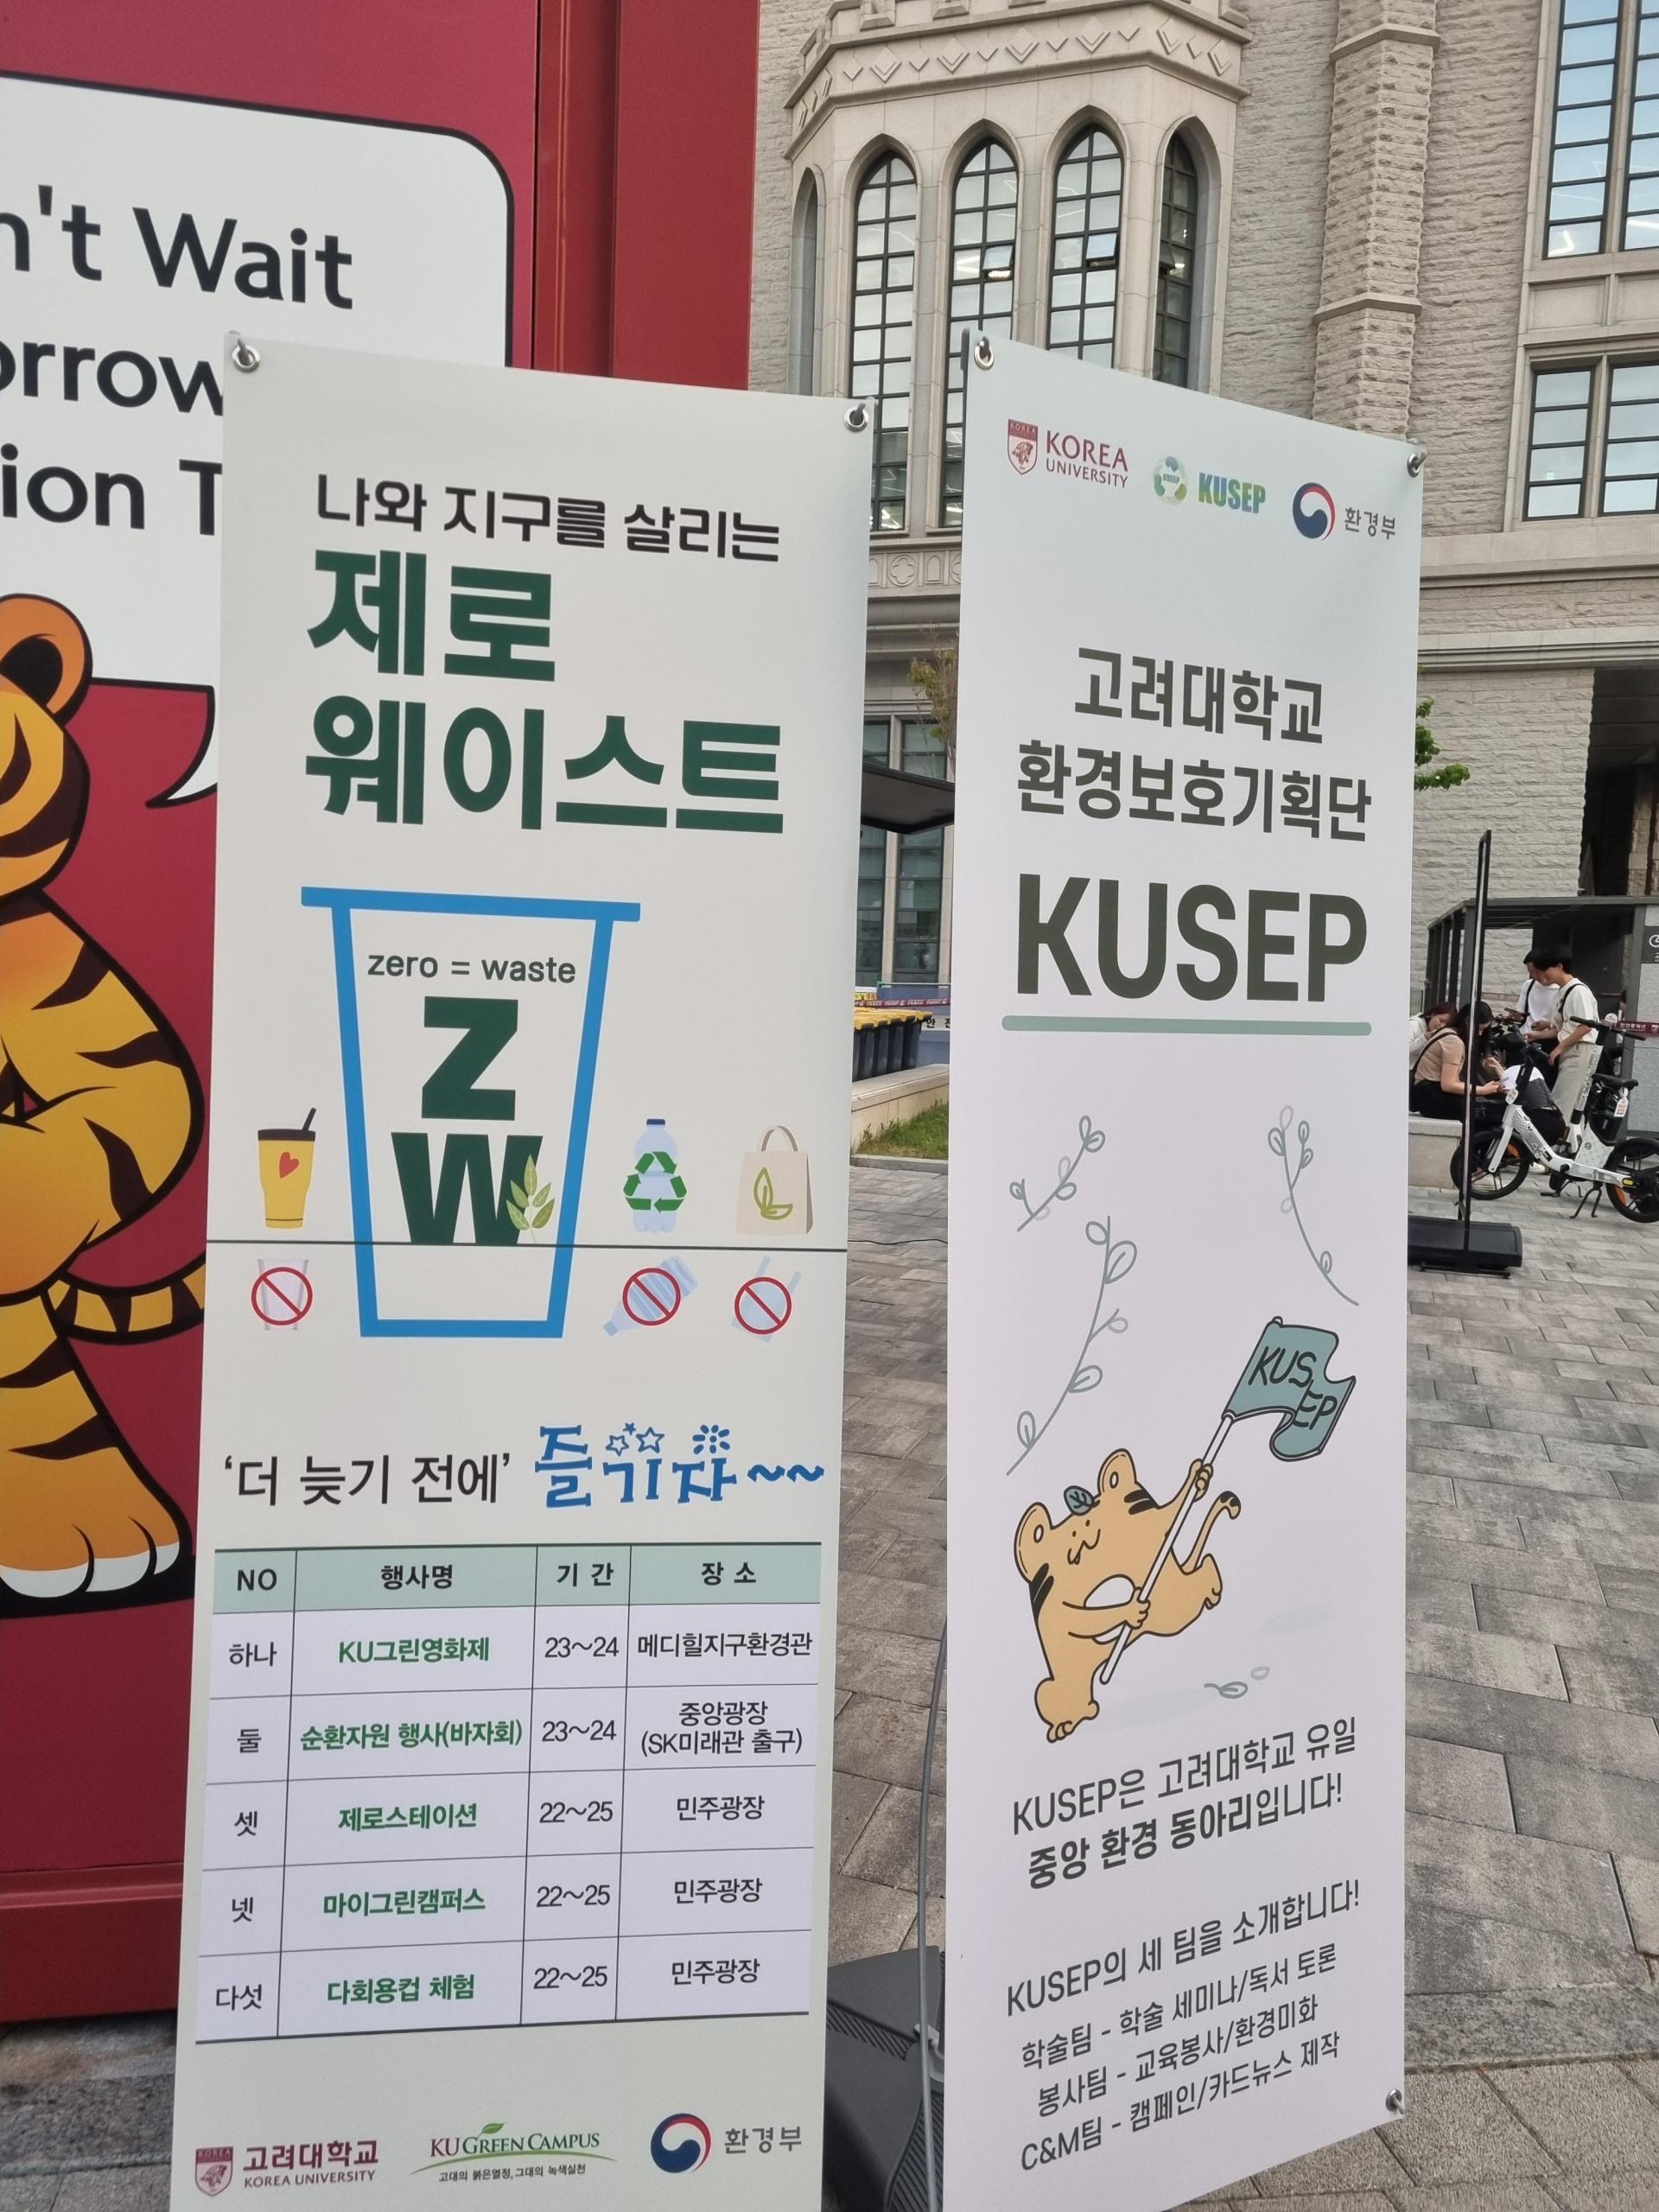 n't Wait
orrow
ion T
나와 지구를 살리는
제로
웨이스트
zero = waste
Z
W
'더 늦기 전에' 즐기자~~
NO 행사명 기 간 장 소
하나 KU그린영화제 23~24 메디힐지구환경관
둘 순환자원 행사(바자회) 23~24 중앙광장
(SK미래관 출구)
셋 제로스테이션 22~25 민주광장
넷 마이그린캠퍼스 22~25 민주광장
다섯 다회용컵 체험 22~25 민주광장
고려대학교
KOREA UNIVERSITY
KU GREEN CAMPUS
고대의 붉은열정, 그대의 녹색실천
환경부
KOREA
UNIVERSITY
KUSEP
환경부
고려대학교
환경보호기획단
KUSEP
KUS
EP
KUSEP은 고려대학교 유일
중앙 환경 동아리입니다!
KUSEP의 세 팀을 소개합니다!
학술팀 - 학술 세미나/독서 토론
봉사팀 - 교육봉사/환경미화
C&M팀 - 캠페인/카드뉴스 제작